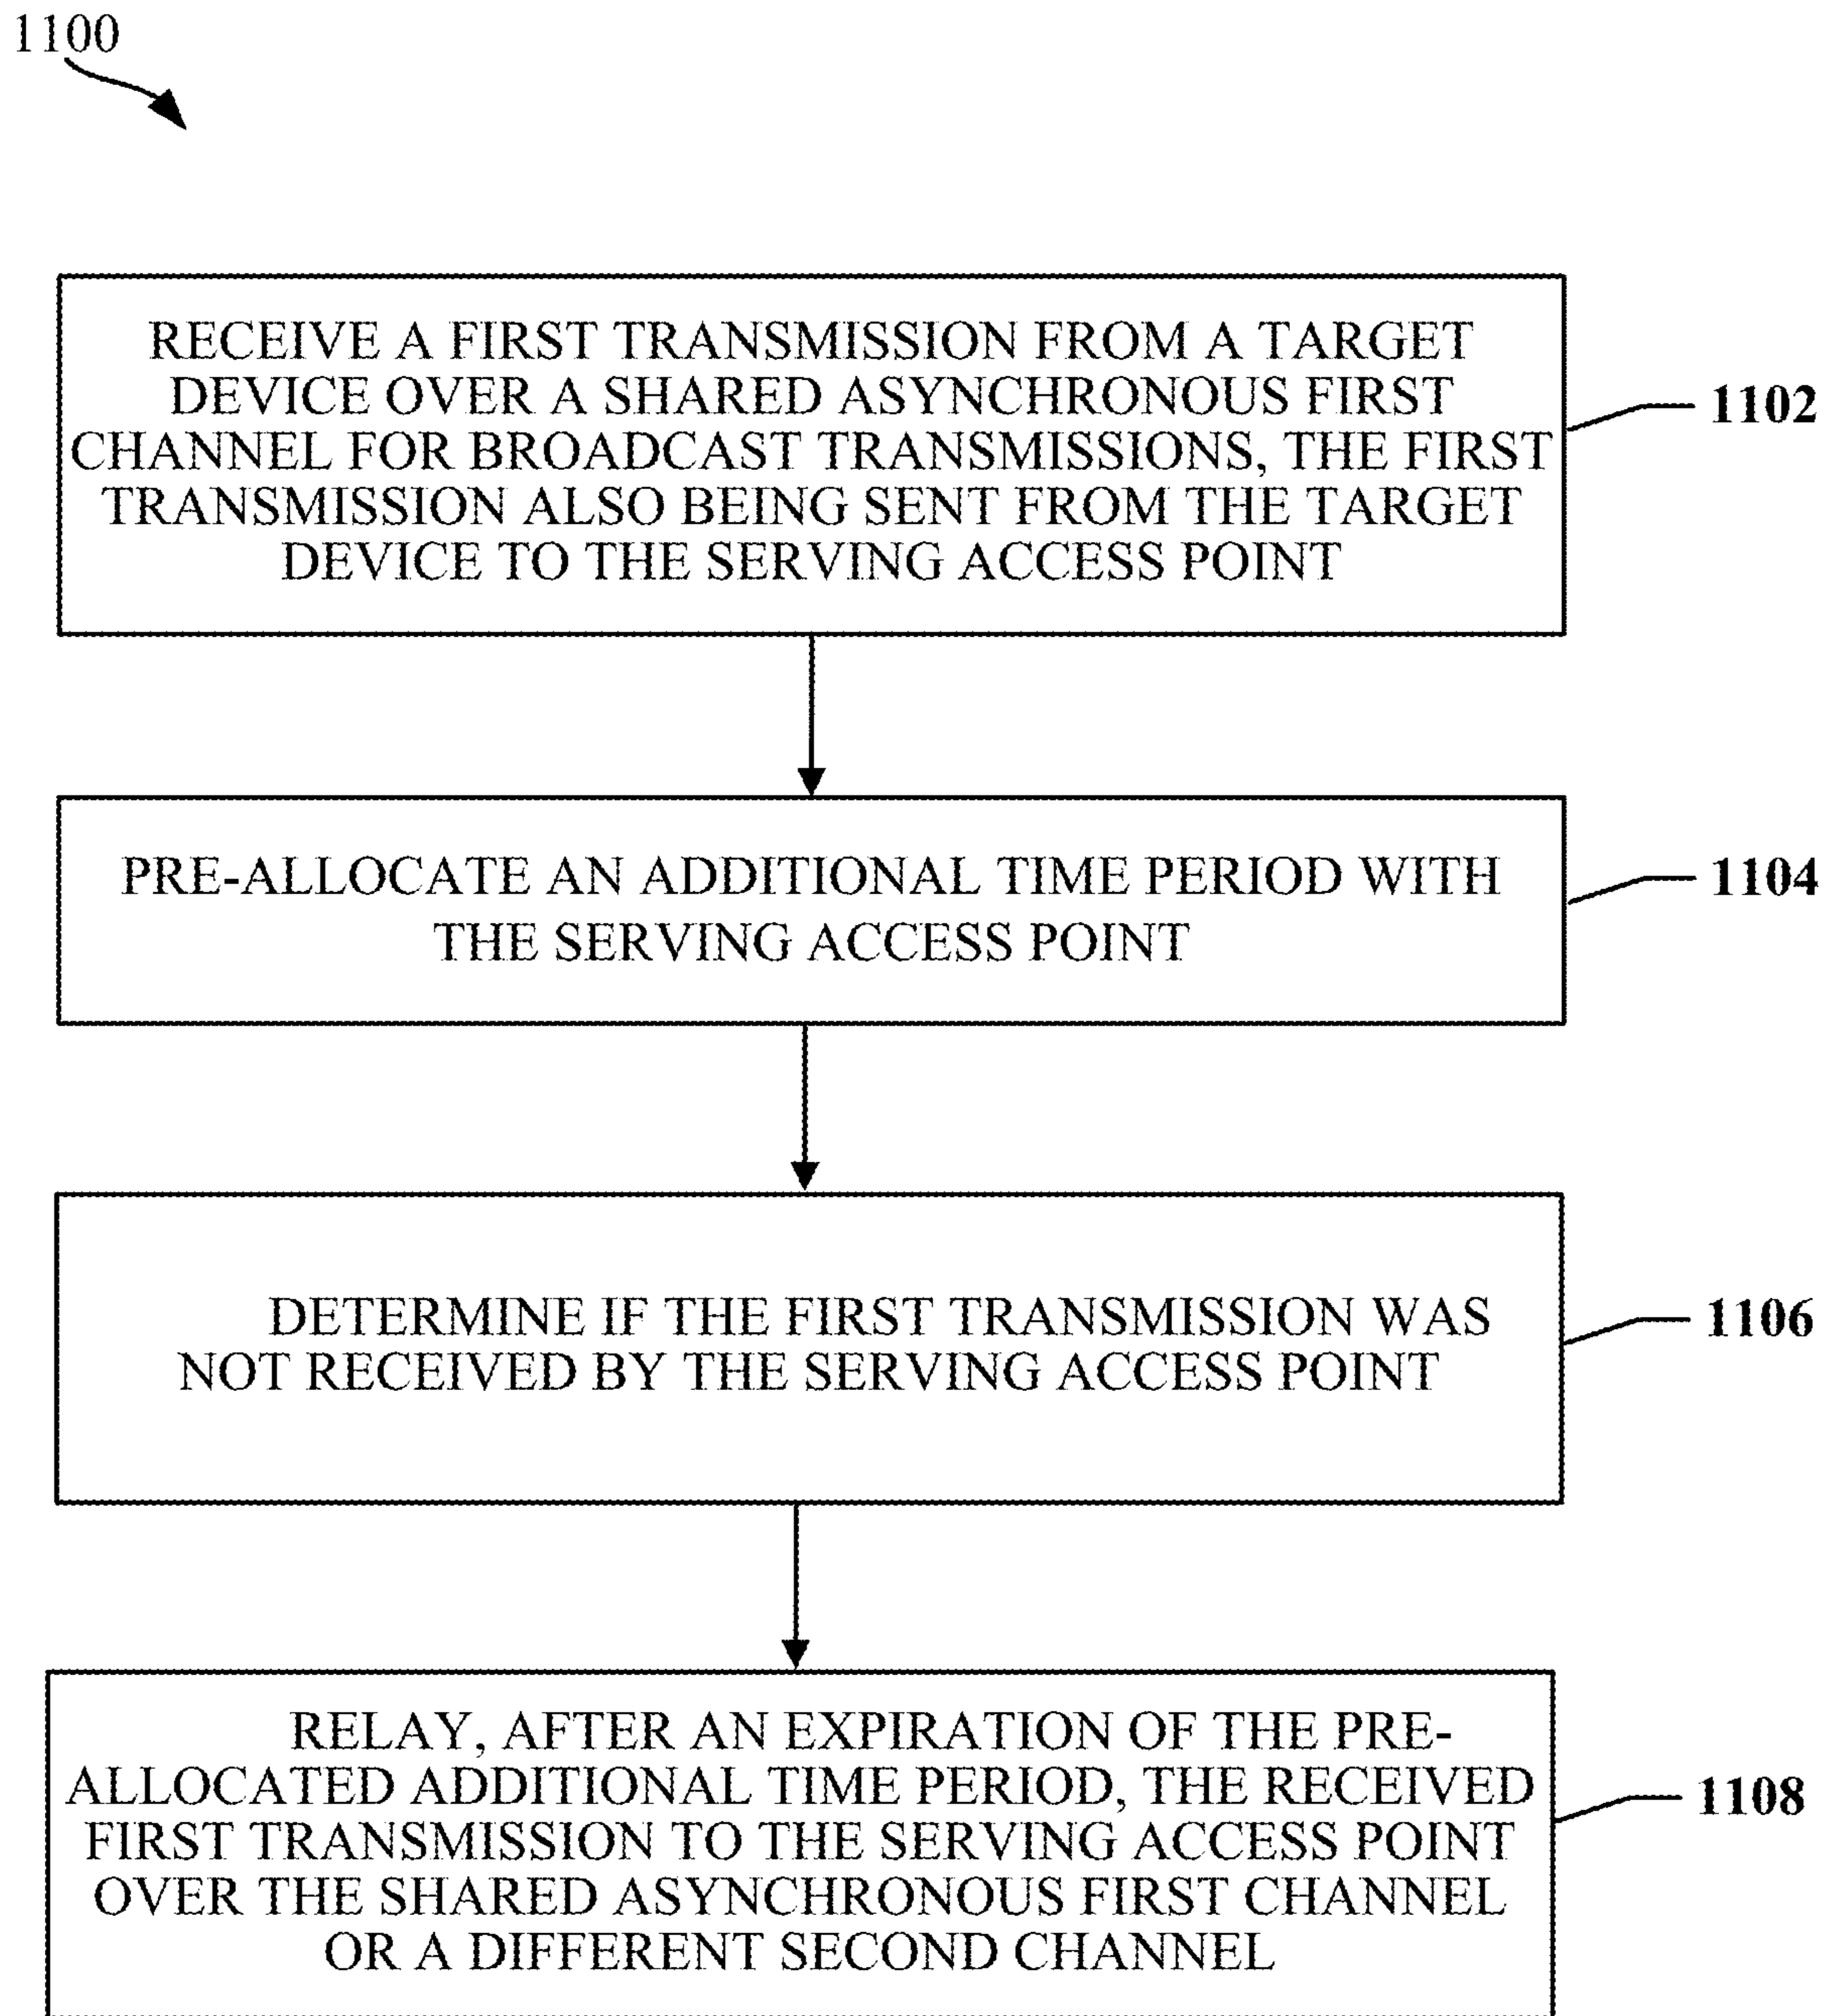 1100
RECEIVE A FIRST TRANSMISSION FROM A TARGET
DEVICE OVER A SHARED ASYNCHRONOUS FIRST
CHANNEL FOR BROADCAST TRANSMISSIONS, THE FIRST
TRANSMISSION ALSO BEING SENT FROM THE TARGET
DEVICE TO THE SERVING ACCESS POINT
1102
PRE-ALLOCATE AN ADDITIONAL TIME PERIOD WITH
THE SERVING ACCESS POINT
1104
DETERMINE IF THE FIRST TRANSMISSION WAS
NOT RECEIVED BY THE SERVING ACCESS POINT
1106
RELAY, AFTER AN EXPIRATION OF THE PRE-
ALLOCATED ADDITIONAL TIME PERIOD, THE RECEIVED
FIRST TRANSMISSION TO THE SERVING ACCESS POINT
OVER THE SHARED ASYNCHRONOUS FIRST CHANNEL
OR A DIFFERENT SECOND CHANNEL
1108